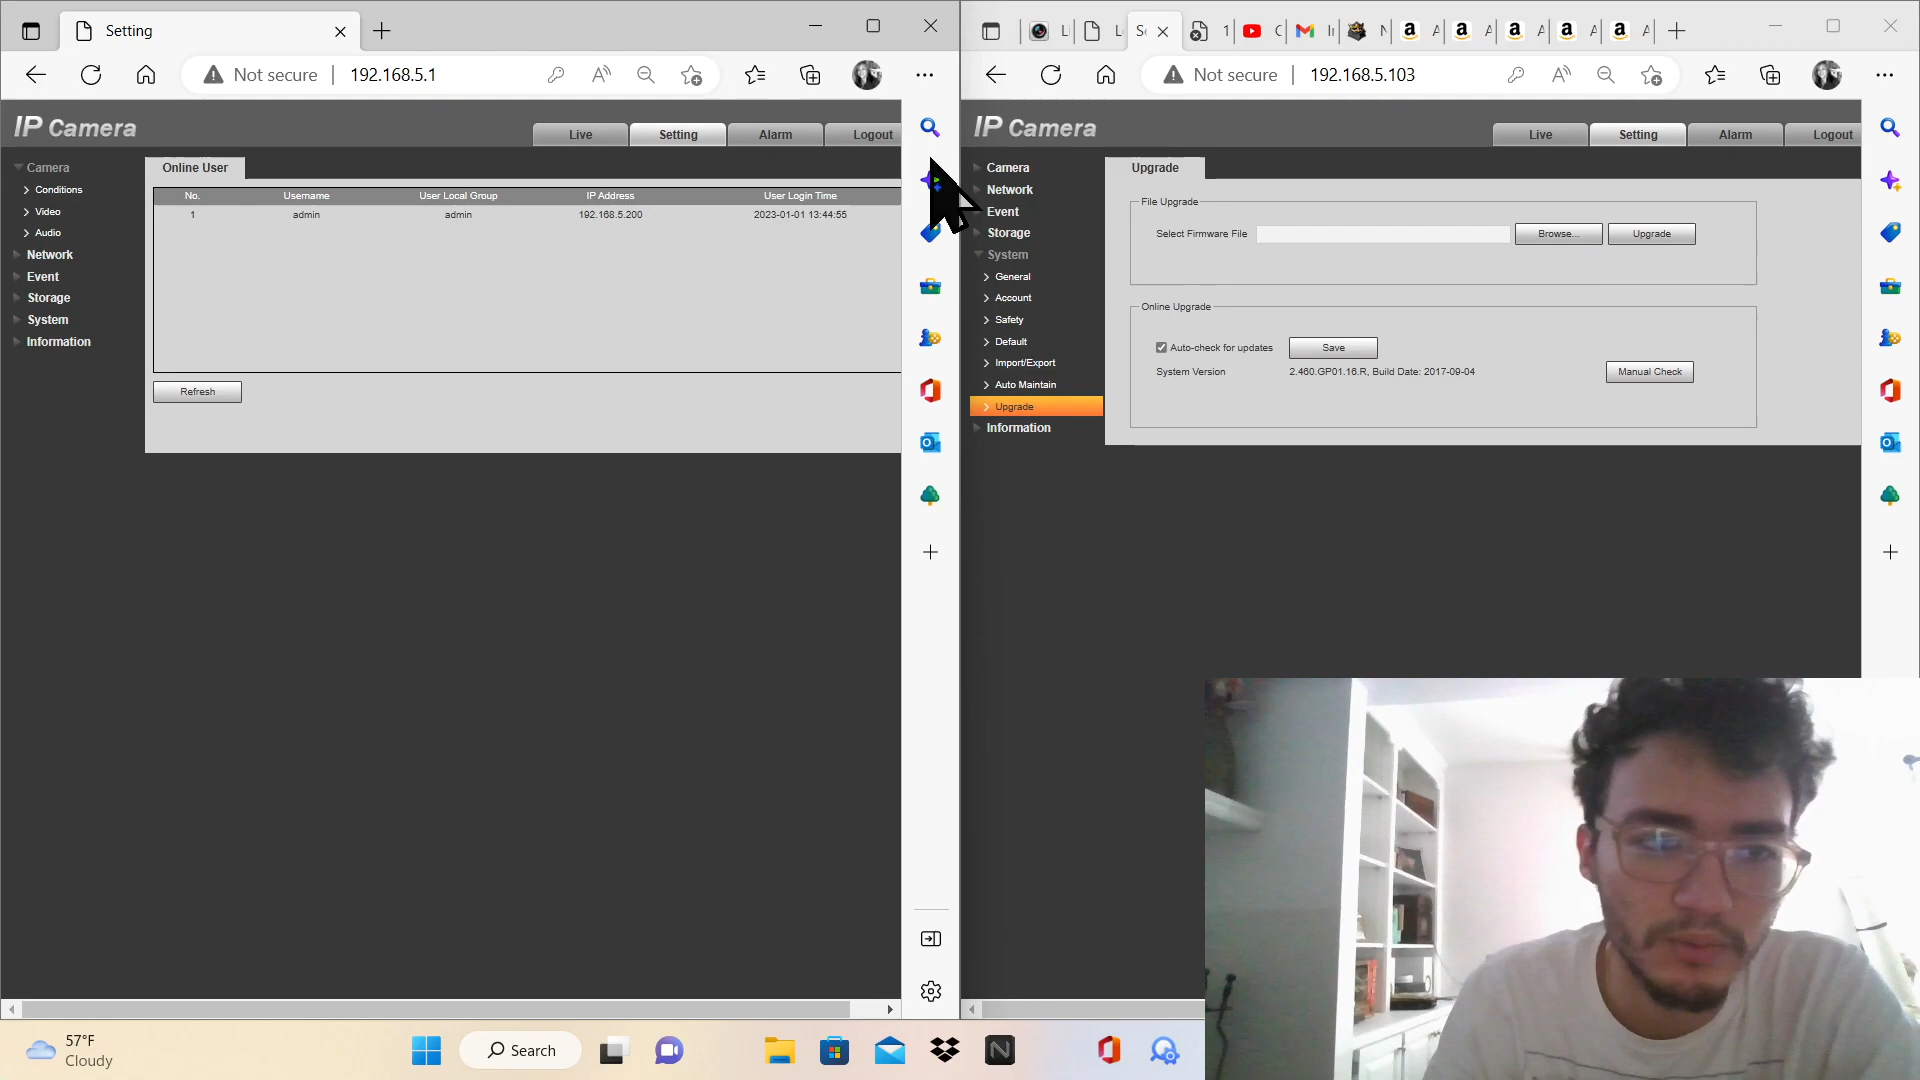 Setting
Not secure
192.168.5.1
IP Camera
Live
Setting
Alarm
Logout
Camera
Conditions
Video
Audio
Network
Event
Storage
System
Information
Online User
No. Username User Local Group IP Address User Login Time
1 admin admin 192.168.5.200 2023-01-01 13:44:55
Refresh
Not secure
192.168.5.103
IP Camera
Live
Setting
Alarm
Logout
Camera
Network
Event
Storage
System
General
Account
Safety
Default
Import/Export
Auto Maintain
Upgrade
Information
Upgrade
File Upgrade
Select Firmware File
Browse...
Upgrade
Online Upgrade
Auto-check for updates
Save
System Version
2.460.GP01.16.R, Build Date: 2017-09-04
Manual Check
57°F
Cloudy
Search